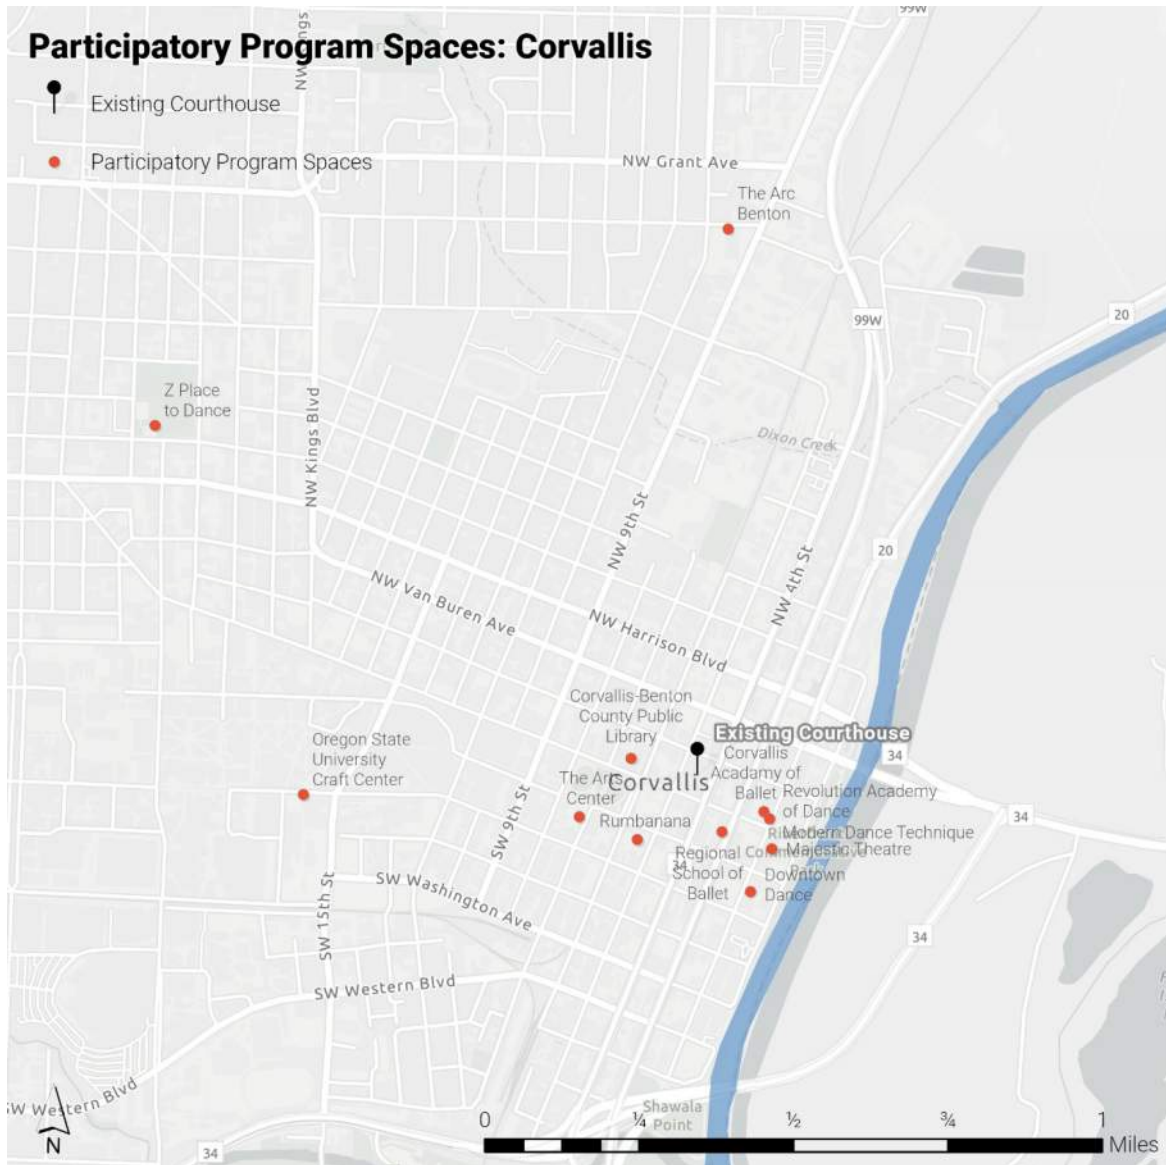 Participatory Program Spaces: Corvallis
Existing Courthouse
Participatory Program Spaces
99W
NW Kings
NW Grant Ave
The Arc
Benton
99W
20
Z Place
to Dance
NW Kings Blvd
Dixon Creek
NW 9th St
NW 4th St
20
NW Van Buren Ave
NW Harrison Blvd
Corvallis-Benton
County Public
Library
Existing Courthouse
34
Oregon State
University
Craft Center
The Arts
Center
Corvallis
Corvallis
Acadamy of
Ballet
Revolution Academy
of Dance
SW 9th St
Rumbanana
Modern Dance Technique
Majestic Theatre
34
34
Regional
School of
Ballet
Downtown
Dance
SW Washington Ave
SW 15th St
34
SW Western Blvd
SW Western Blvd
N
34
Shawala
Point
0
¼
½
¾
1
Miles